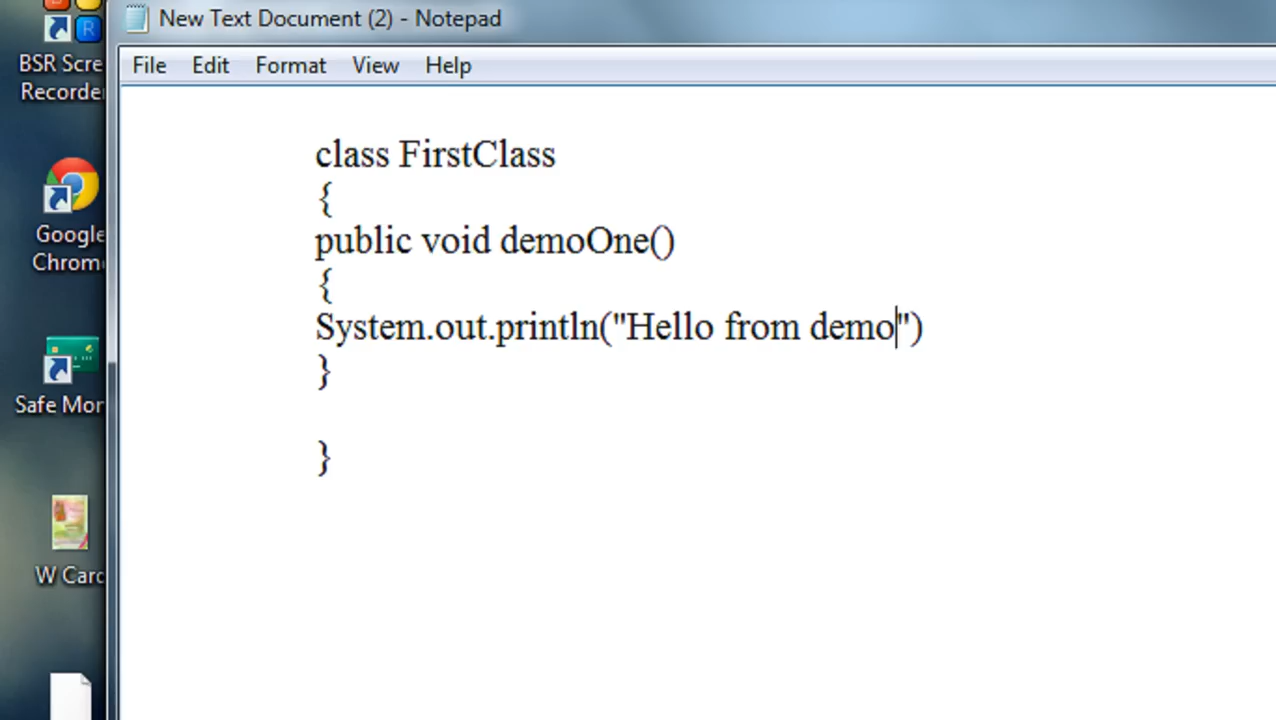 New Text Document (2) - Notepad
File Edit Format View Help
BSR Scre
Recorde
Google
Chrom
Safe Mor
W Card
class FirstClass
{
public void demoOne()
{
System.out.println("Hello from demo")
}
}